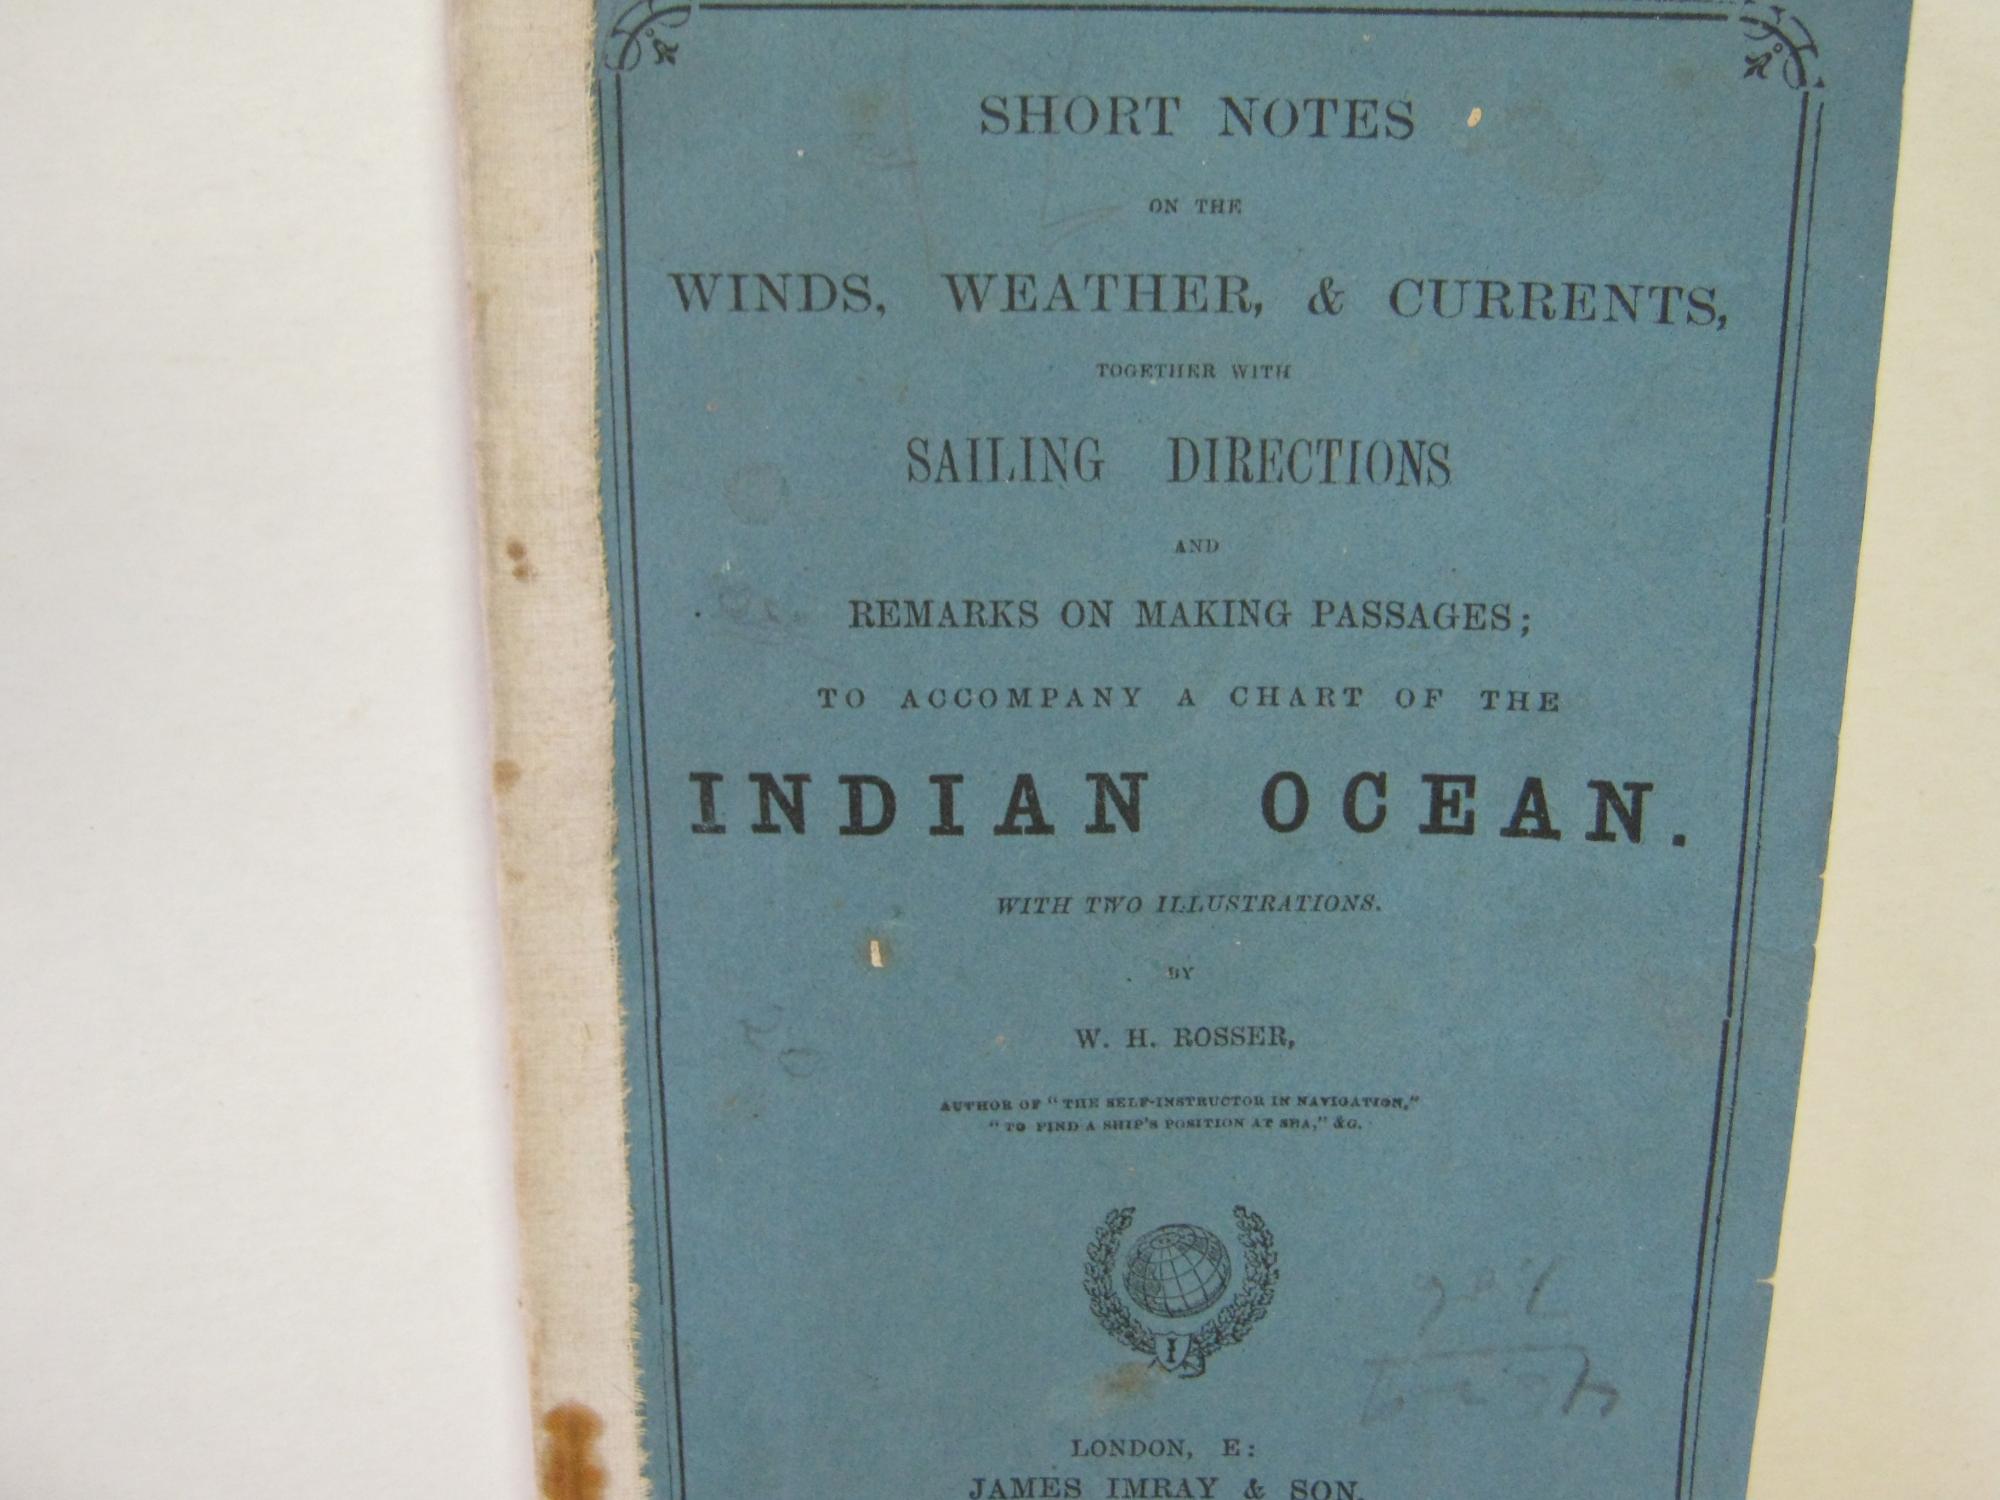 SHORT NOTES
ON THE
WINDS, WEATHER, & CURRENTS,
TOGETHER WITH
SAILING DIRECTIONS
AND
REMARKS ON MAKING PASSAGES;
TO ACCOMPANY A CHART OF THE
INDIAN OCEAN.
WITH TWO ILLUSTRATIONS.
BY
W. H. ROSSER,
AUTHOR OF "THE SELF-INSTRUCTOR IN NAVIGATION,"
"TO FIND A SHIP'S POSITION AT SEA," &C.
I
LONDON, E:
JAMES IMRAY & SON,